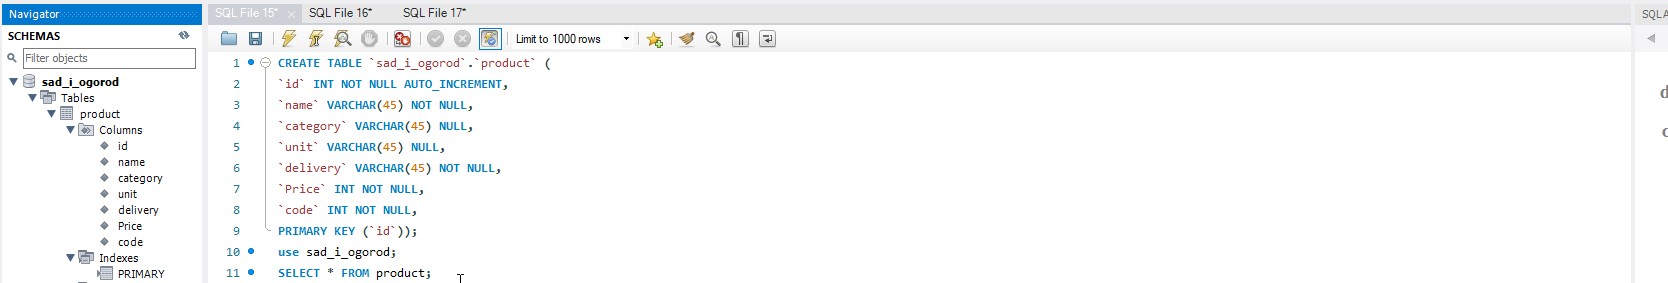 Navigator
SCHEMAS
Filter objects
sad_i_ogorod
Tables
product
Columns
id
name
category
unit
delivery
Price
code
Indexes
PRIMARY
SQL File 15* SQL File 16* SQL File 17*
Limit to 1000 rows
1 CREATE TABLE `sad_i_ogorod`.`product` (
2 `id` INT NOT NULL AUTO_INCREMENT,
3 `name` VARCHAR(45) NOT NULL,
4 `category` VARCHAR(45) NULL,
5 `unit` VARCHAR(45) NULL,
6 `delivery` VARCHAR(45) NOT NULL,
7 `Price` INT NOT NULL,
8 `code` INT NOT NULL,
9 PRIMARY KEY (`id`));
10 use sad_i_ogorod;
11 SELECT * FROM product;
SQLA
d